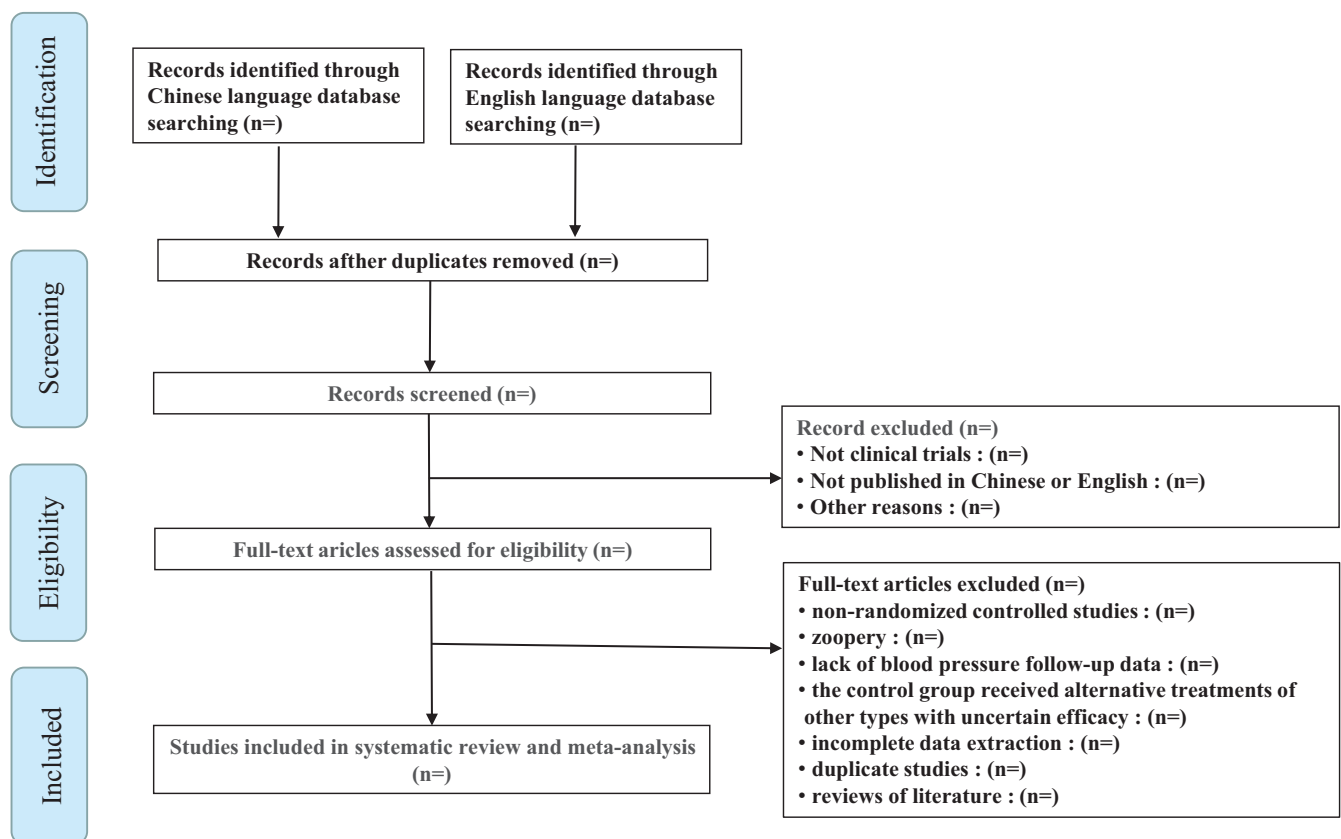 Identification
Records identified through
Chinese language database
searching (n=)
Records identified through
English language database
searching (n=)
Screening
Records afther duplicates removed (n=)
Records screened (n=)
Record excluded (n=)
• Not clinical trials : (n=)
• Not published in Chinese or English : (n=)
• Other reasons : (n=)
Eligibility
Full-text aricles assessed for eligibility (n=)
Full-text articles excluded (n=)
• non-randomized controlled studies : (n=)
• zoopery : (n=)
• lack of blood pressure follow-up data : (n=)
• the control group received alternative treatments of
other types with uncertain efficacy : (n=)
• incomplete data extraction : (n=)
• duplicate studies : (n=)
• reviews of literature : (n=)
Included
Studies included in systematic review and meta-analysis
(n=)